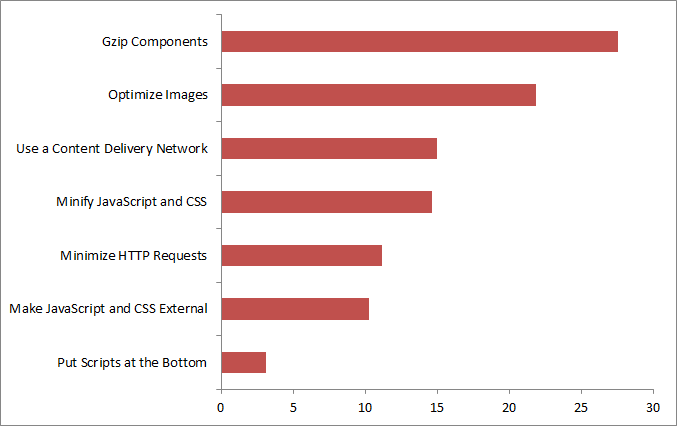 Gzip Components
Optimize Images
Use a Content Delivery Network
Minify JavaScript and CSS
Minimize HTTP Requests
Make JavaScript and CSS External
Put Scripts at the Bottom
0 5 10 15 20 25 30